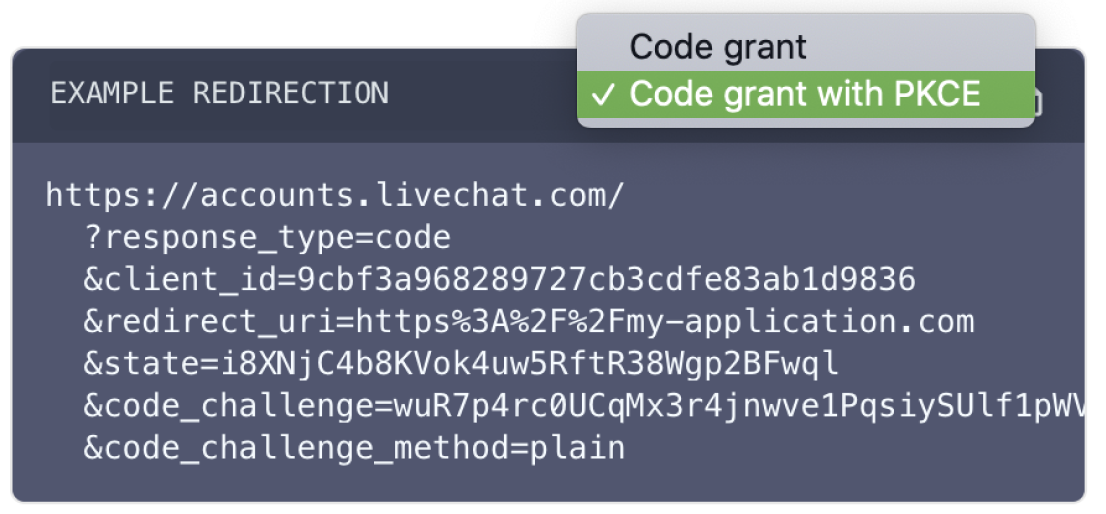 Code grant
✓ Code grant with PKCE
EXAMPLE REDIRECTION
https://accounts.livechat.com/
?response_type=code
&client_id=9cbf3a968289727cb3cdfe83ab1d9836
&redirect_uri=https%3A%2F%2Fmy-application.com
&state=i8XNjC4b8KVok4uw5RftR38Wgp2BFwql
&code_challenge=wuR7p4rc0UCqMx3r4jnwve1PqsiySUlf1pWV
&code_challenge_method=plain